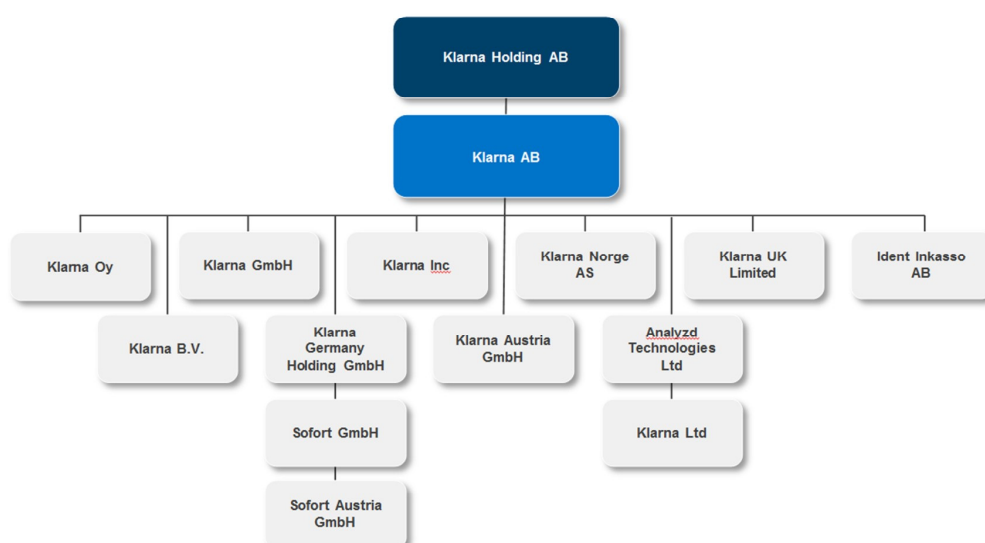 Klarna Holding AB
Klarna AB
Klarna Oy
Klarna GmbH
Klarna Inc
Klarna Norge
AS
Klarna UK
Limited
Ident Inkasso
AB
Klarna B.V.
Klarna
Germany
Holding GmbH
Klarna Austria
GmbH
Analyzd
Technologies
Ltd
Sofort GmbH
Klarna Ltd
Sofort Austria
GmbH